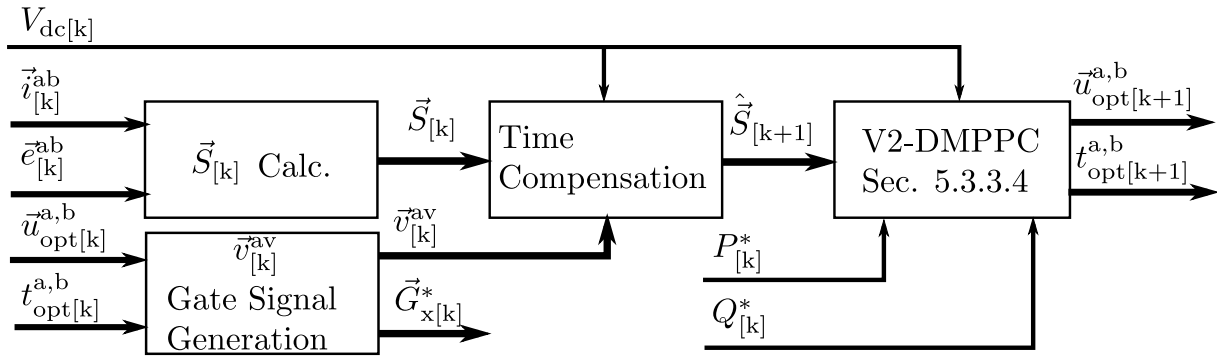 V_dc[k]
i⃗^ab_[k]
e⃗^ab_[k]
S⃗_[k] Calc.
S⃗_[k]
Time
Compensation
Ŝ⃗_[k+1]
V2-DMPPC
Sec. 5.3.3.4
u⃗^a,b_opt[k+1]
t^a,b_opt[k+1]
u⃗^a,b_opt[k]
t^a,b_opt[k]
v⃗^av_[k]
Gate Signal
Generation
v⃗^av_[k]
G⃗^*_x[k]
P^*_[k]
Q^*_[k]